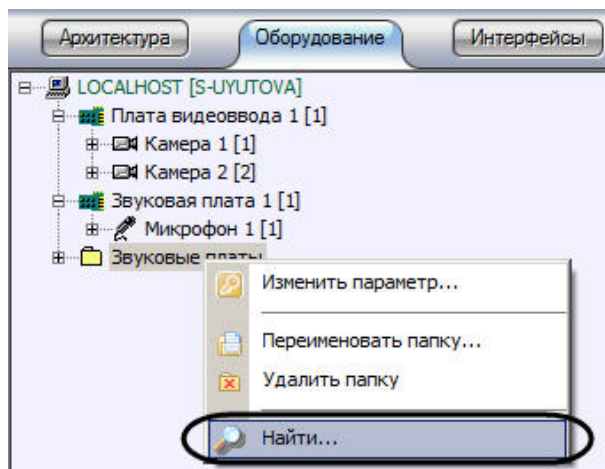 Архитектура Оборудование Интерфейсы
LOCALHOST [S-UYUTOVA]
Плата видеоввода 1 [1]
Камера 1 [1]
Камера 2 [2]
Звуковая плата 1 [1]
Микрофон 1 [1]
Звуковые платы
Изменить параметр...
Переименовать папку...
Удалить папку
Найти...